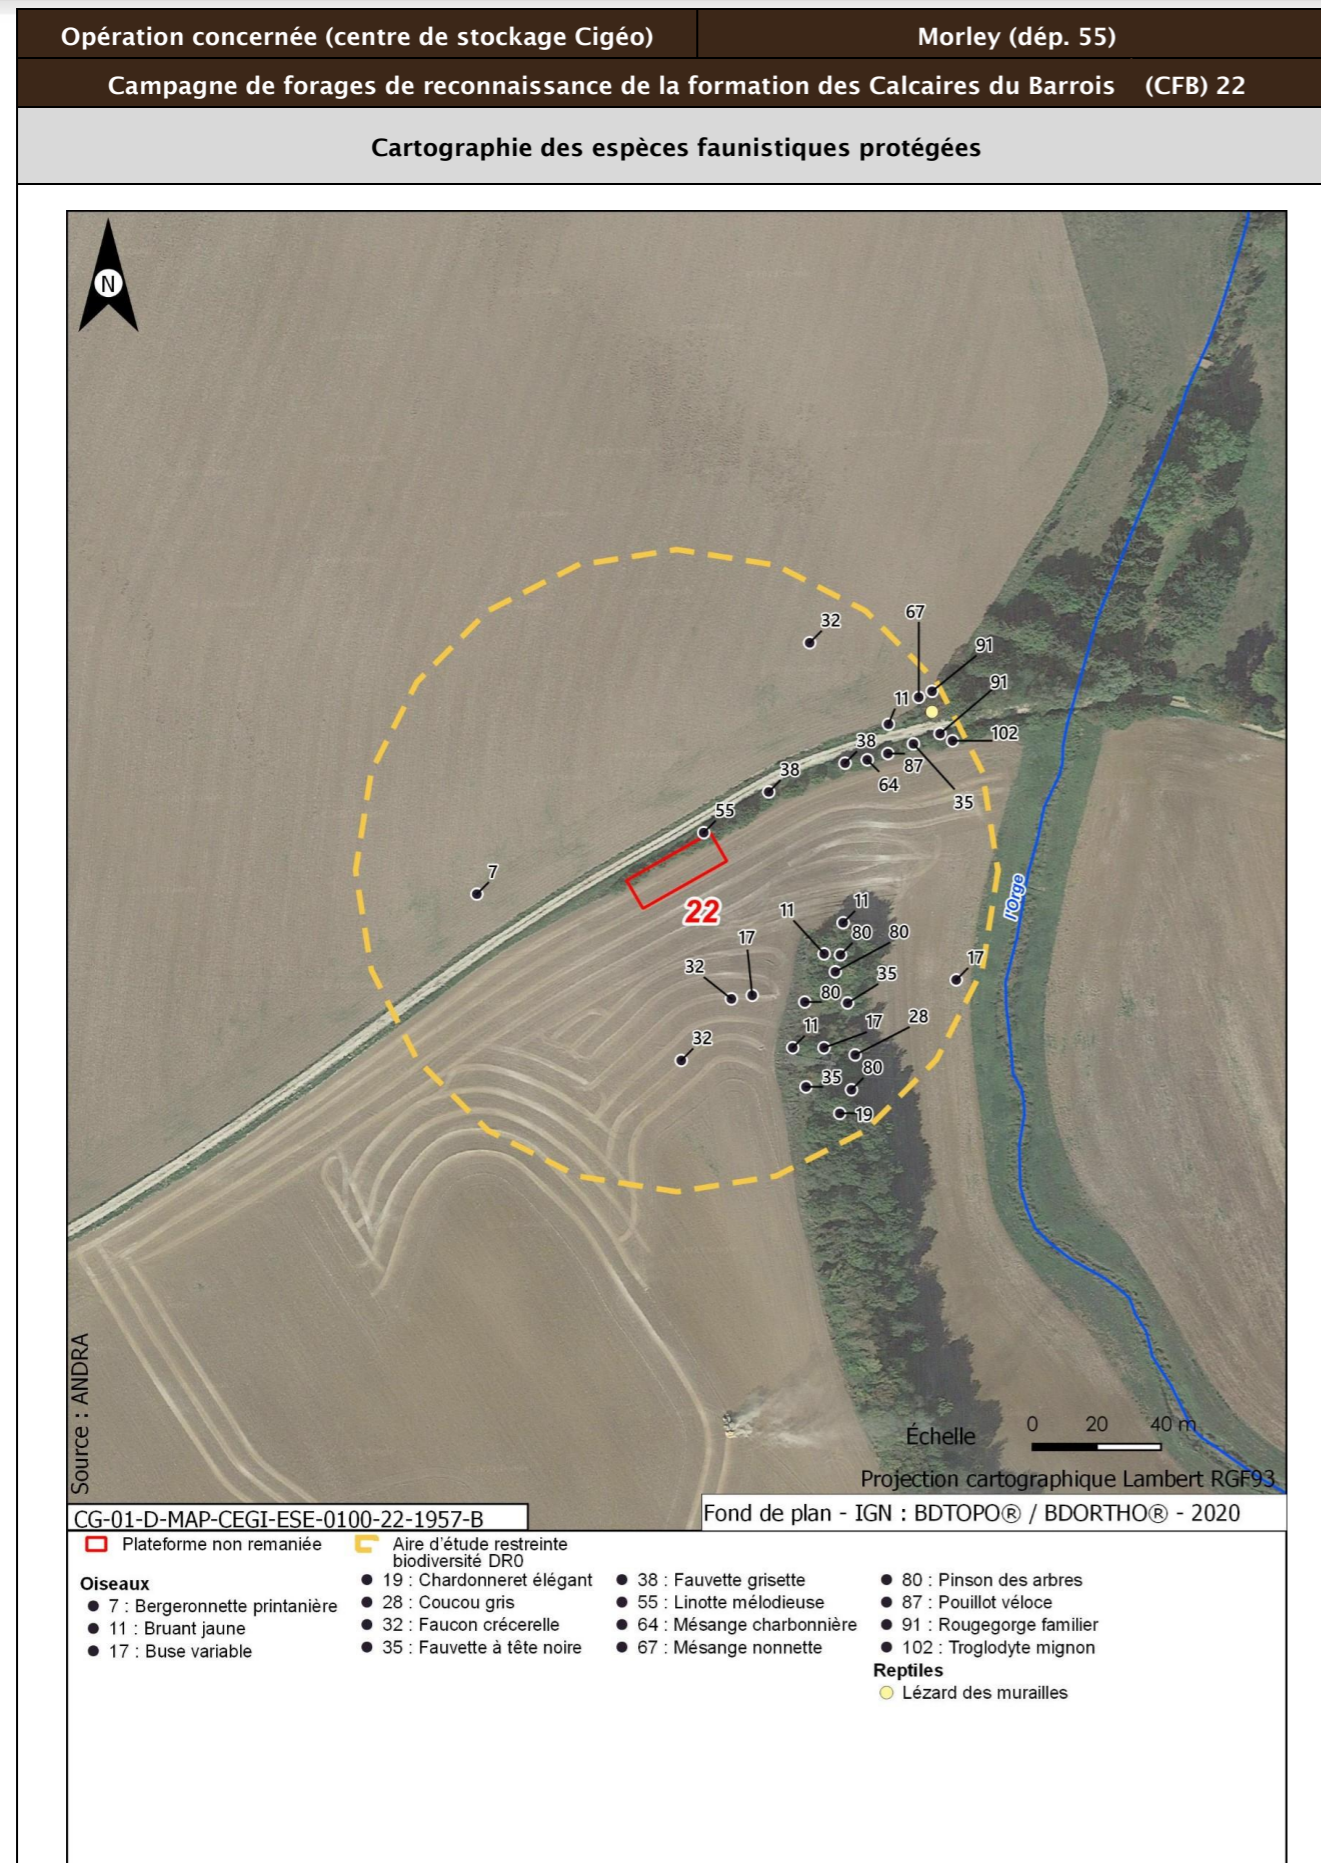 Opération concernée (centre de stockage Cigéo) Morley (dép. 55)
Campagne de forages de reconnaissance de la formation des Calcaires du Barrois (CFB) 22
Cartographie des espèces faunistiques protégées
N
67
32
91
91
11
102
38
87
64
38
35
55
7
l'Orge
22
11
11
80
80
17
17
32
35
80
28
11
17
32
80
35
19
Source : ANDRA
Échelle
0 20 40 m
Projection cartographique Lambert RGF93
CG-01-D-MAP-CEGI-ESE-0100-22-1957-B
Fond de plan - IGN : BDTOPO® / BDORTHO® - 2020
Plateforme non remaniée
Aire d'étude restreinte
biodiversité DR0
Oiseaux
7 : Bergeronnette printanière
11 : Bruant jaune
17 : Buse variable
19 : Chardonneret élégant
28 : Coucou gris
32 : Faucon crécerelle
35 : Fauvette à tête noire
38 : Fauvette grisette
55 : Linotte mélodieuse
64 : Mésange charbonnière
67 : Mésange nonnette
80 : Pinson des arbres
87 : Pouillot véloce
91 : Rougegorge familier
102 : Troglodyte mignon
Reptiles
Lézard des murailles